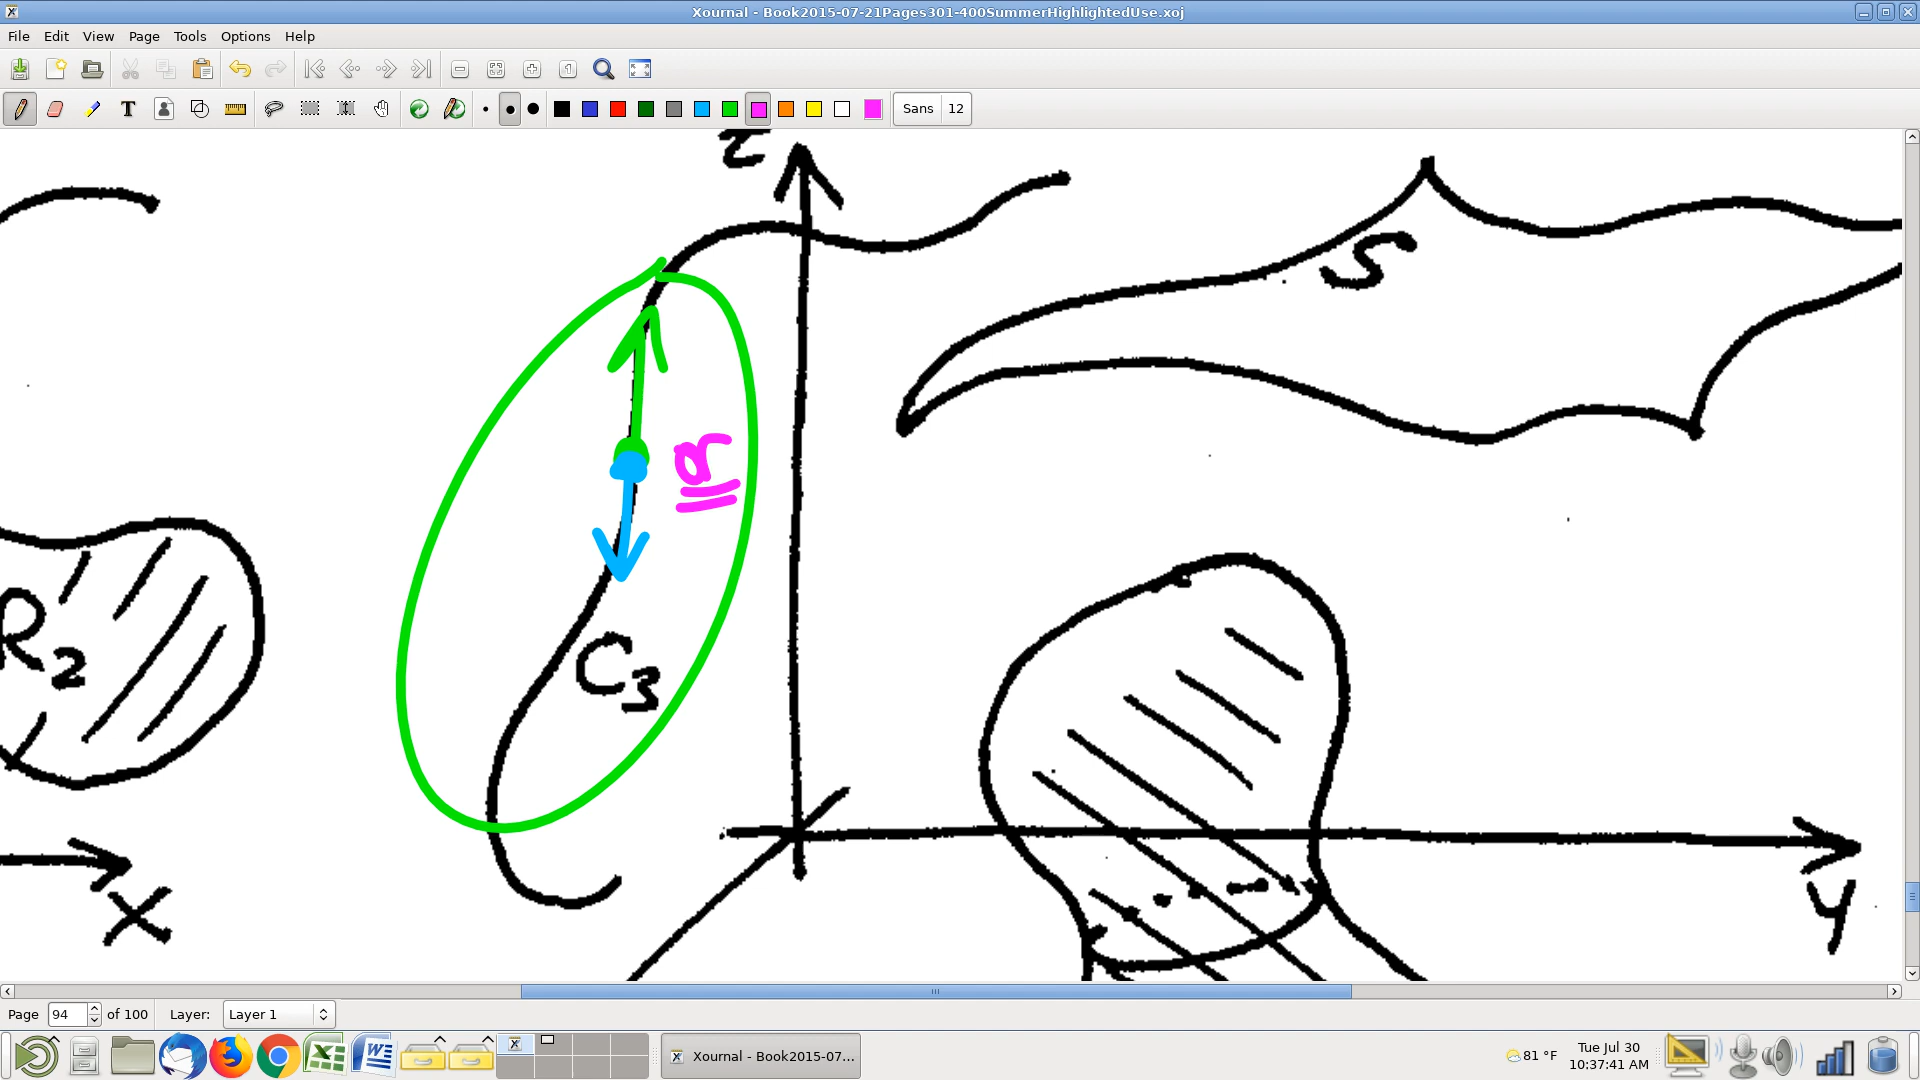 Xournal - Book2015-07-21Pages301-400SummerHighlightedUse.xoj
File Edit View Page Tools Options Help
Sans 12
z
S
or
C3
R2
X
y
Page 94 of 100 Layer: Layer 1
Xournal - Book2015-07...
81 °F
Tue Jul 30
10:37:41 AM